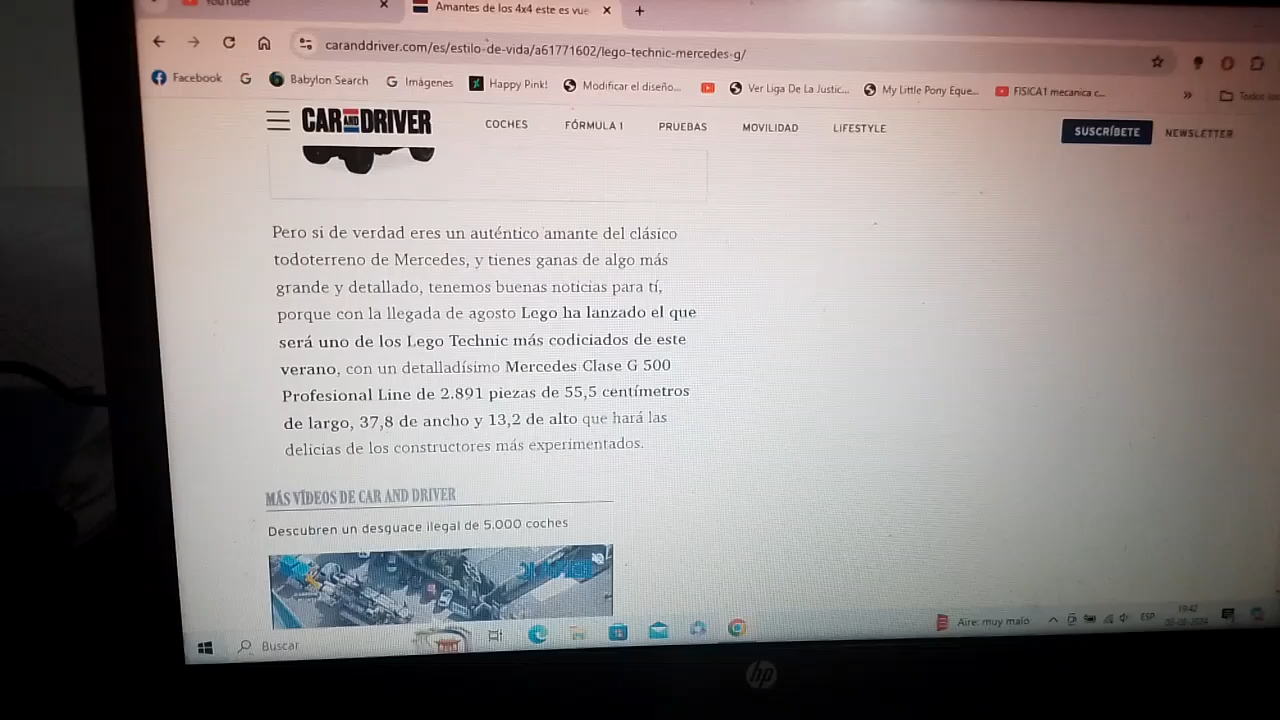 YouTube
Amantes de los 4x4 este es vue
caranddriver.com/es/estilo-de-vida/a61771602/lego-technic-mercedes-g/
Facebook
Babylon Search
Imágenes
Happy Pink!
Modificar el diseño...
Ver Liga De La Justic...
My Little Pony Eque...
FISICA1 mecanica c...
CAR AND DRIVER
COCHES
FÓRMULA 1
PRUEBAS
MOVILIDAD
LIFESTYLE
SUSCRÍBETE
NEWSLETTER
Pero si de verdad eres un auténtico amante del clásico
todoterreno de Mercedes, y tienes ganas de algo más
grande y detallado, tenemos buenas noticias para tí,
porque con la llegada de agosto Lego ha lanzado el que
será uno de los Lego Technic más codiciados de este
verano, con un detalladísimo Mercedes Clase G 500
Profesional Line de 2.891 piezas de 55,5 centímetros
de largo, 37,8 de ancho y 13,2 de alto que hará las
delicias de los constructores más experimentados.
MÁS VÍDEOS DE CAR AND DRIVER
Descubren un desguace ilegal de 5.000 coches
Buscar
Aire: muy malo
ESP
19:42
hp